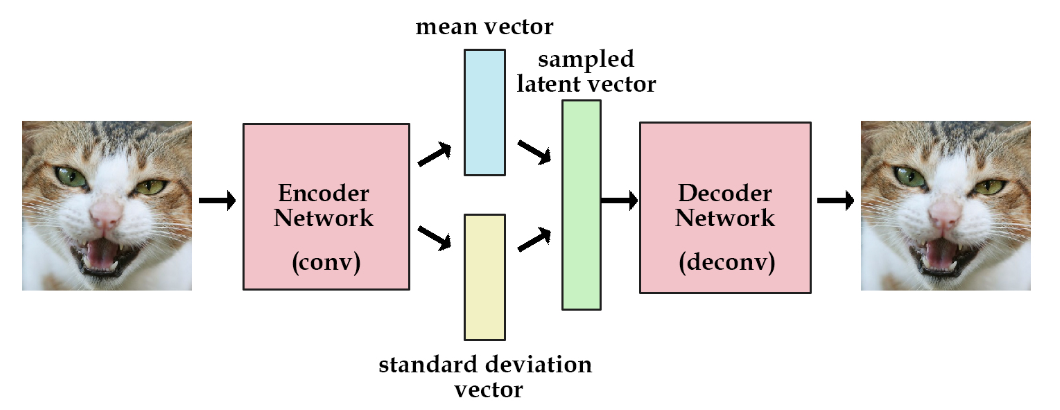 mean vector
sampled
latent vector
Encoder
Network
(conv)
Decoder
Network
(deconv)
standard deviation
vector